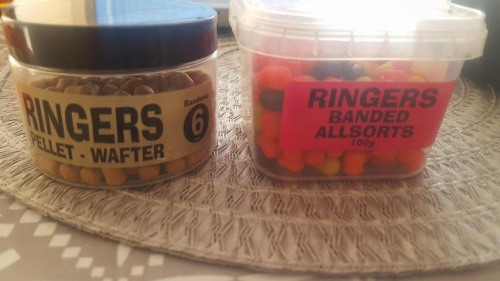 RINGERS
PELLET - WAFTER
Bandems
6
RINGERS
BANDED
ALLSORTS
100g